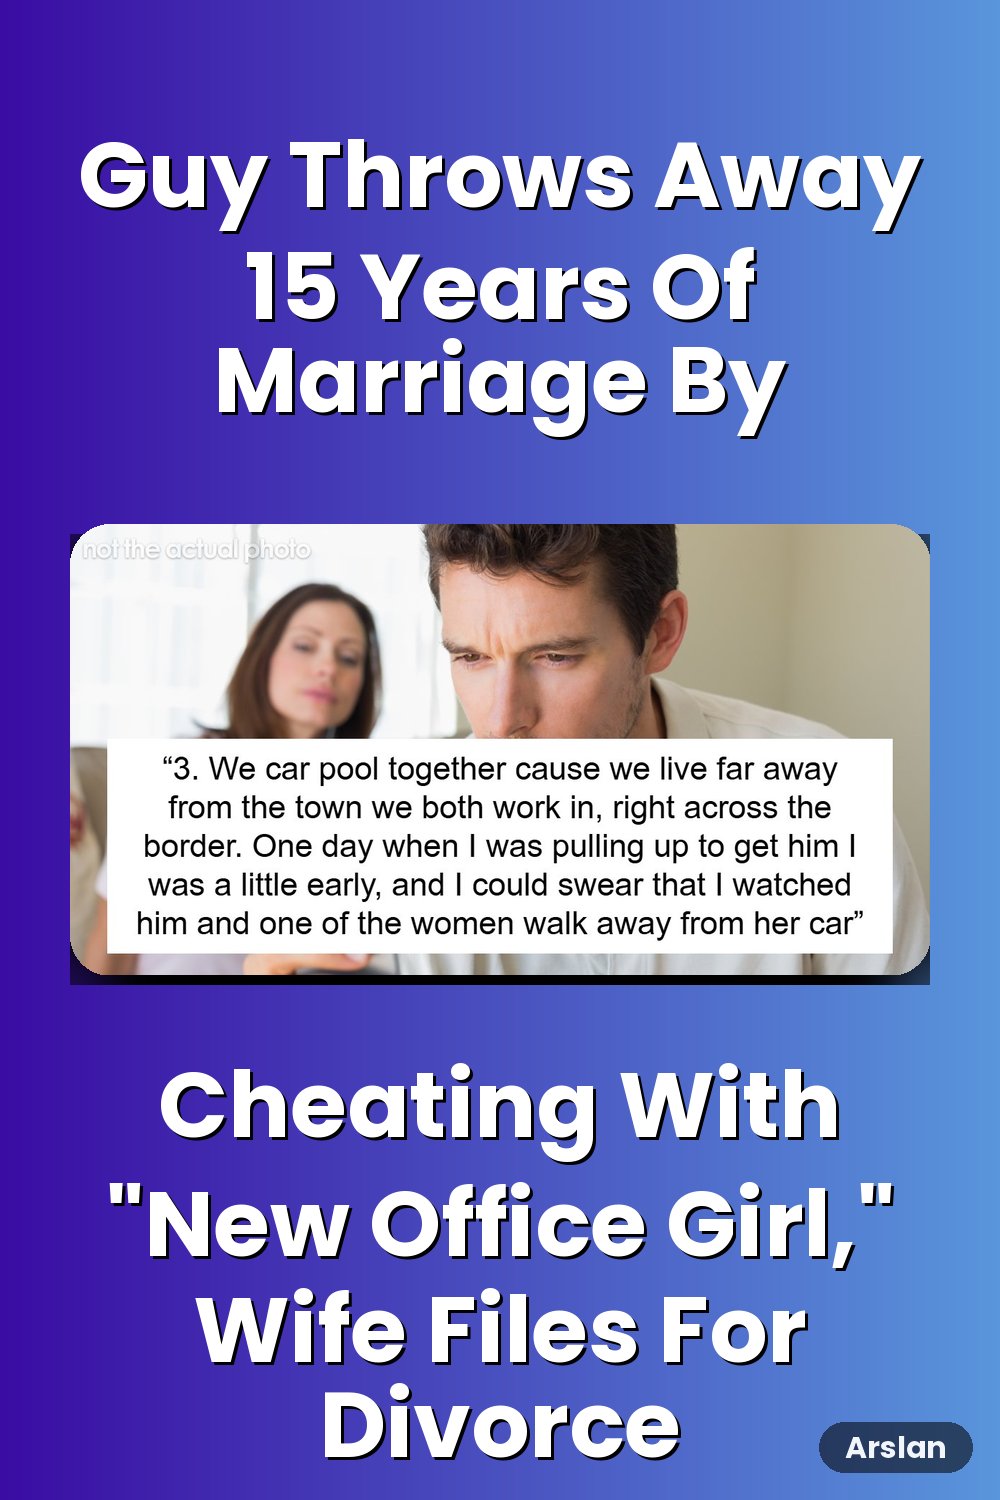 Guy Throws Away
15 Years Of
Marriage By
not the actual photo
“3. We car pool together cause we live far away
from the town we both work in, right across the
border. One day when I was pulling up to get him I
was a little early, and I could swear that I watched
him and one of the women walk away from her car”
Cheating With
"New Office Girl,"
Wife Files For
Divorce
Arslan